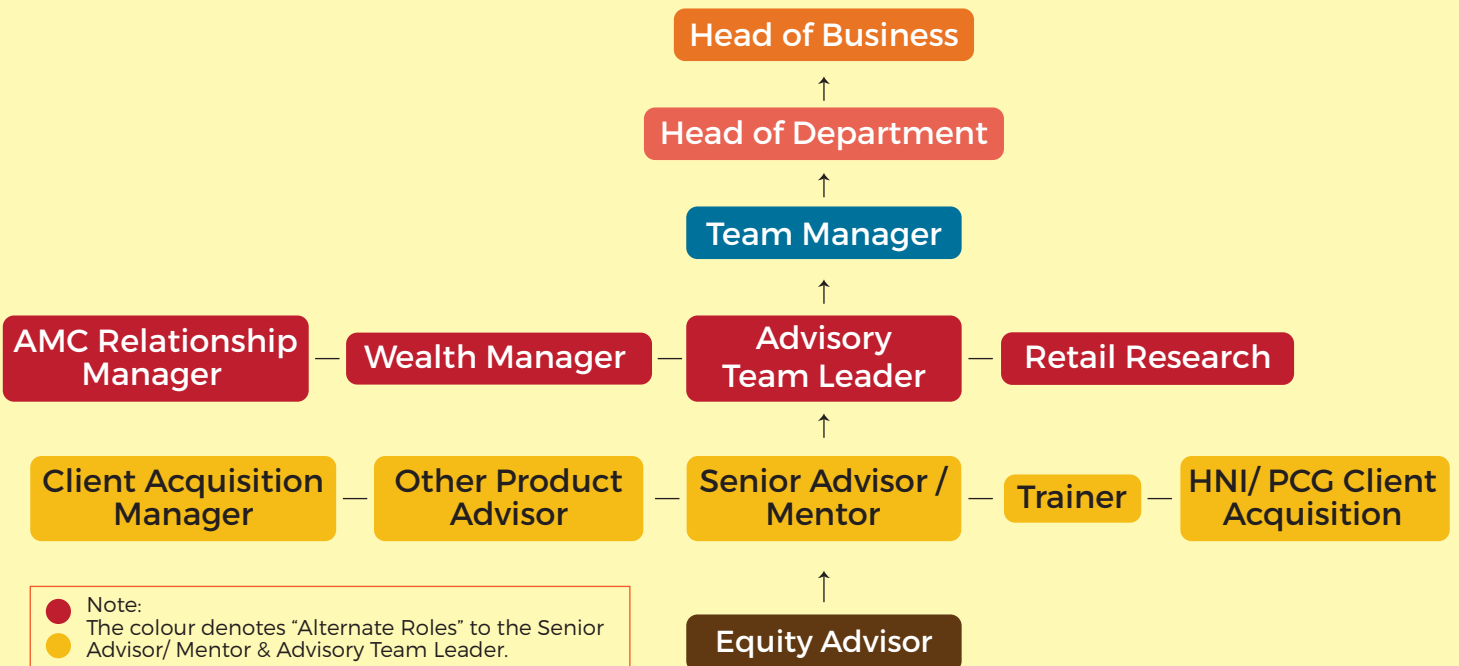 Head of Business
Head of Department
Team Manager
AMC Relationship
Manager
Wealth Manager
Advisory
Team Leader
Retail Research
Client Acquisition
Manager
Other Product
Advisor
Senior Advisor /
Mentor
Trainer
HNI/ PCG Client
Acquisition
Note:
The colour denotes “Alternate Roles” to the Senior
Advisor/ Mentor & Advisory Team Leader.
Equity Advisor